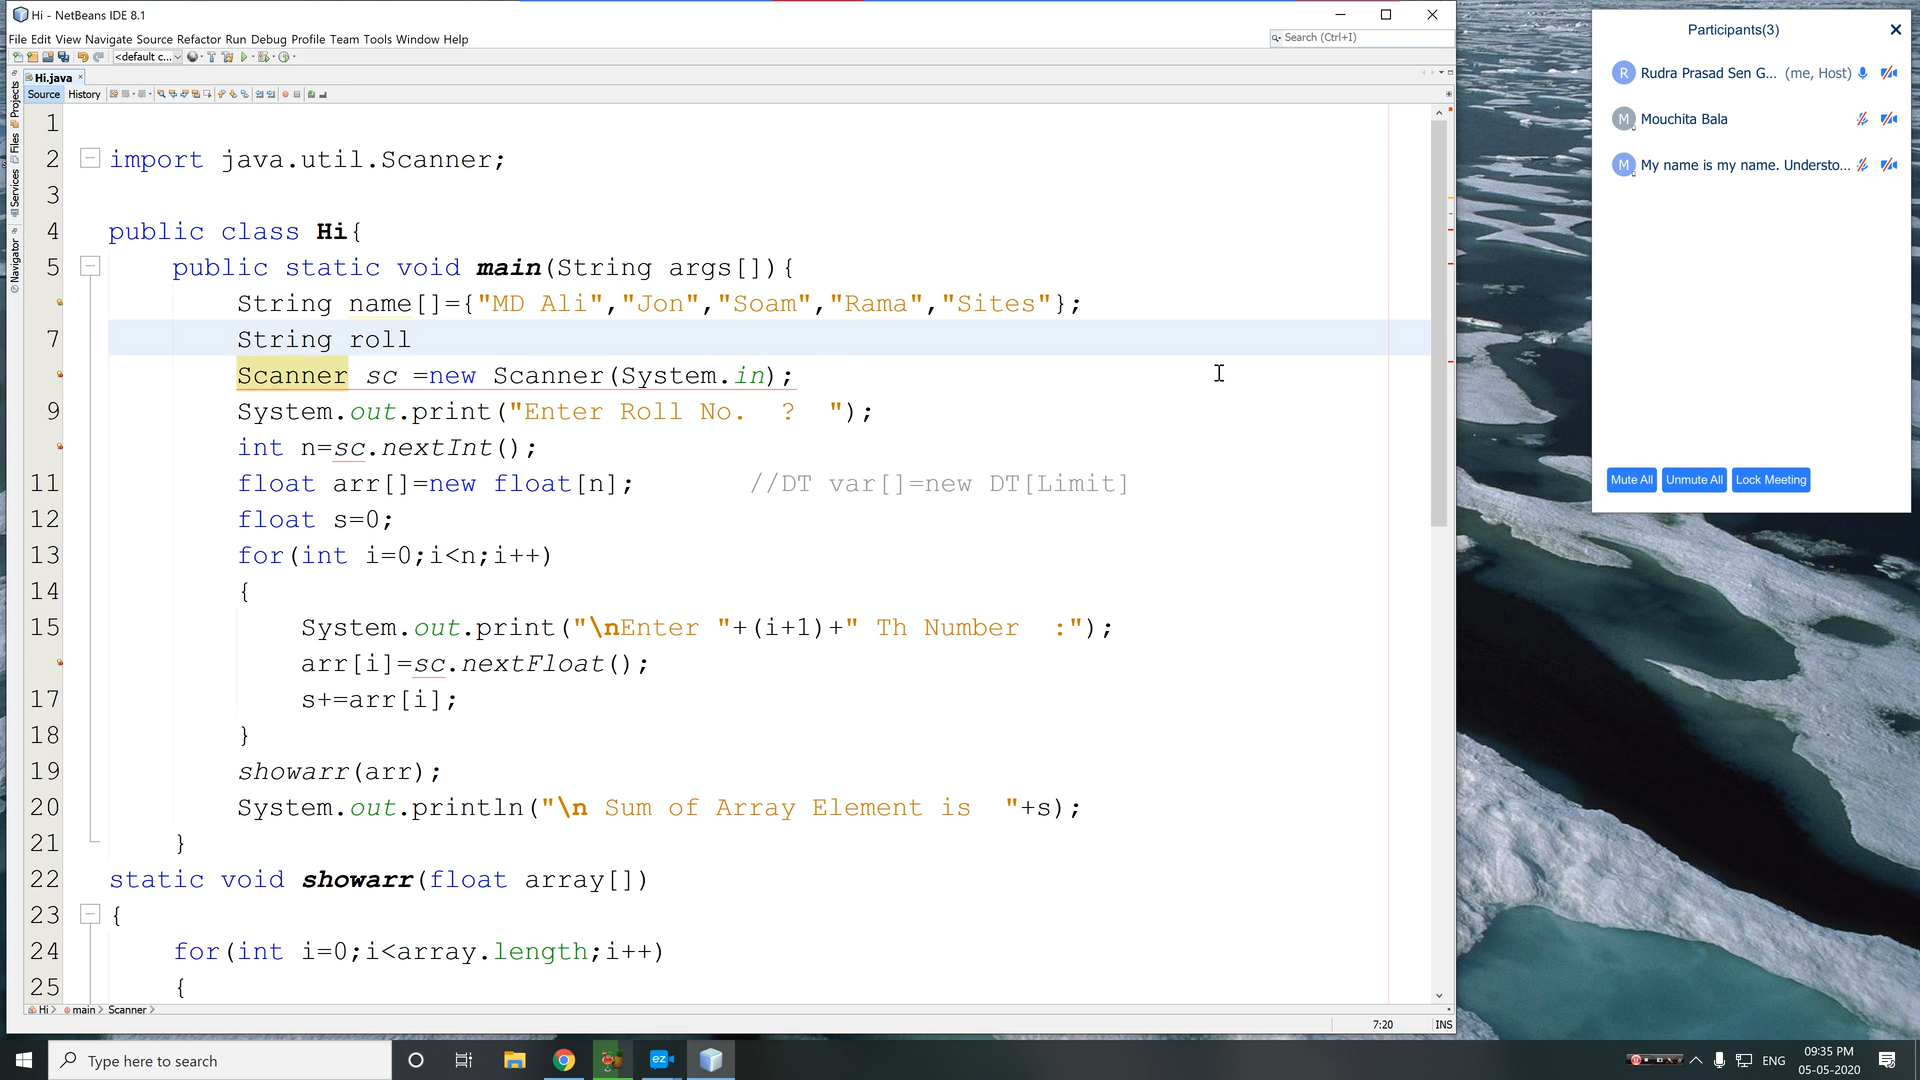 Hi - NetBeans IDE 8.1
File Edit View Navigate Source Refactor Run Debug Profile Team Tools Window Help
Search (Ctrl+I)
<default c...
Hi.java
Source History
Projects
Files
Services
Navigator
1
2 import java.util.Scanner;
3
4 public class Hi{
5 public static void main(String args[]){
String name[]={"MD Ali","Jon","Soam","Rama","Sites"};
7 String roll
Scanner sc =new Scanner(System.in);
9 System.out.print("Enter Roll No.  ?  ");
int n=sc.nextInt();
11 float arr[]=new float[n]; //DT var[]=new DT[Limit]
12 float s=0;
13 for(int i=0;i<n;i++)
14 {
15 System.out.print("\nEnter "+(i+1)+" Th Number  :");
arr[i]=sc.nextFloat();
17 s+=arr[i];
18 }
19 showarr(arr);
20 System.out.println("\n Sum of Array Element is  "+s);
21 }
22 static void showarr(float array[])
23 {
24 for(int i=0;i<array.length;i++)
25 {
Hi main Scanner
7:20 INS
Participants(3)
R Rudra Prasad Sen G... (me, Host)
M Mouchita Bala
M My name is my name. Understo...
Mute All Unmute All Lock Meeting
Type here to search
ez
ENG
09:35 PM
05-05-2020